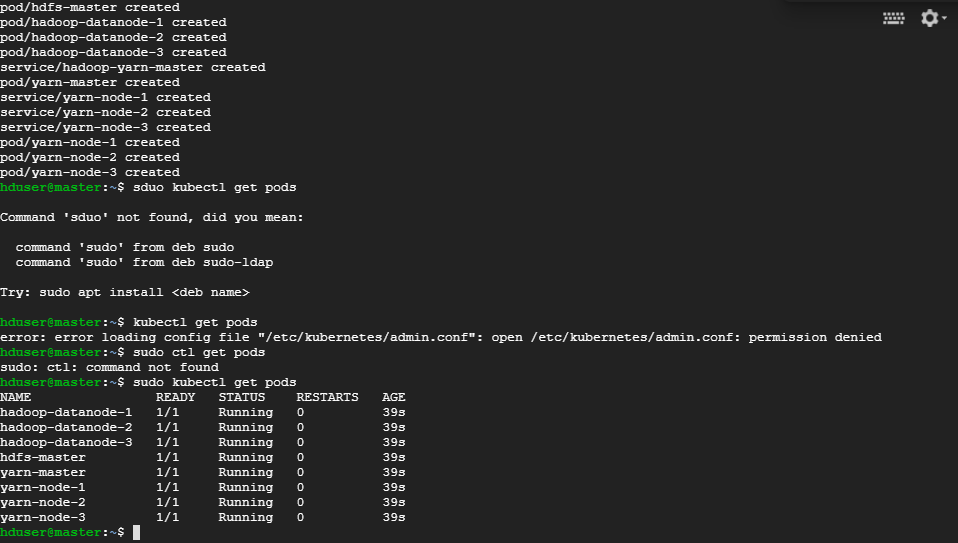 pod/hdfs-master created
pod/hadoop-datanode-1 created
pod/hadoop-datanode-2 created
pod/hadoop-datanode-3 created
service/hadoop-yarn-master created
pod/yarn-master created
service/yarn-node-1 created
service/yarn-node-2 created
service/yarn-node-3 created
pod/yarn-node-1 created
pod/yarn-node-2 created
pod/yarn-node-3 created
hduser@master:~$ sduo kubectl get pods
Command 'sduo' not found, did you mean:
command 'sudo' from deb sudo
command 'sudo' from deb sudo-ldap
Try: sudo apt install <deb name>
hduser@master:~$ kubectl get pods
error: error loading config file "/etc/kubernetes/admin.conf": open /etc/kubernetes/admin.conf: permission denied
hduser@master:~$ sudo ctl get pods
sudo: ctl: command not found
hduser@master:~$ sudo kubectl get pods
NAME READY STATUS RESTARTS AGE
hadoop-datanode-1 1/1 Running 0 39s
hadoop-datanode-2 1/1 Running 0 39s
hadoop-datanode-3 1/1 Running 0 39s
hdfs-master 1/1 Running 0 39s
yarn-master 1/1 Running 0 39s
yarn-node-1 1/1 Running 0 39s
yarn-node-2 1/1 Running 0 39s
yarn-node-3 1/1 Running 0 39s
hduser@master:~$